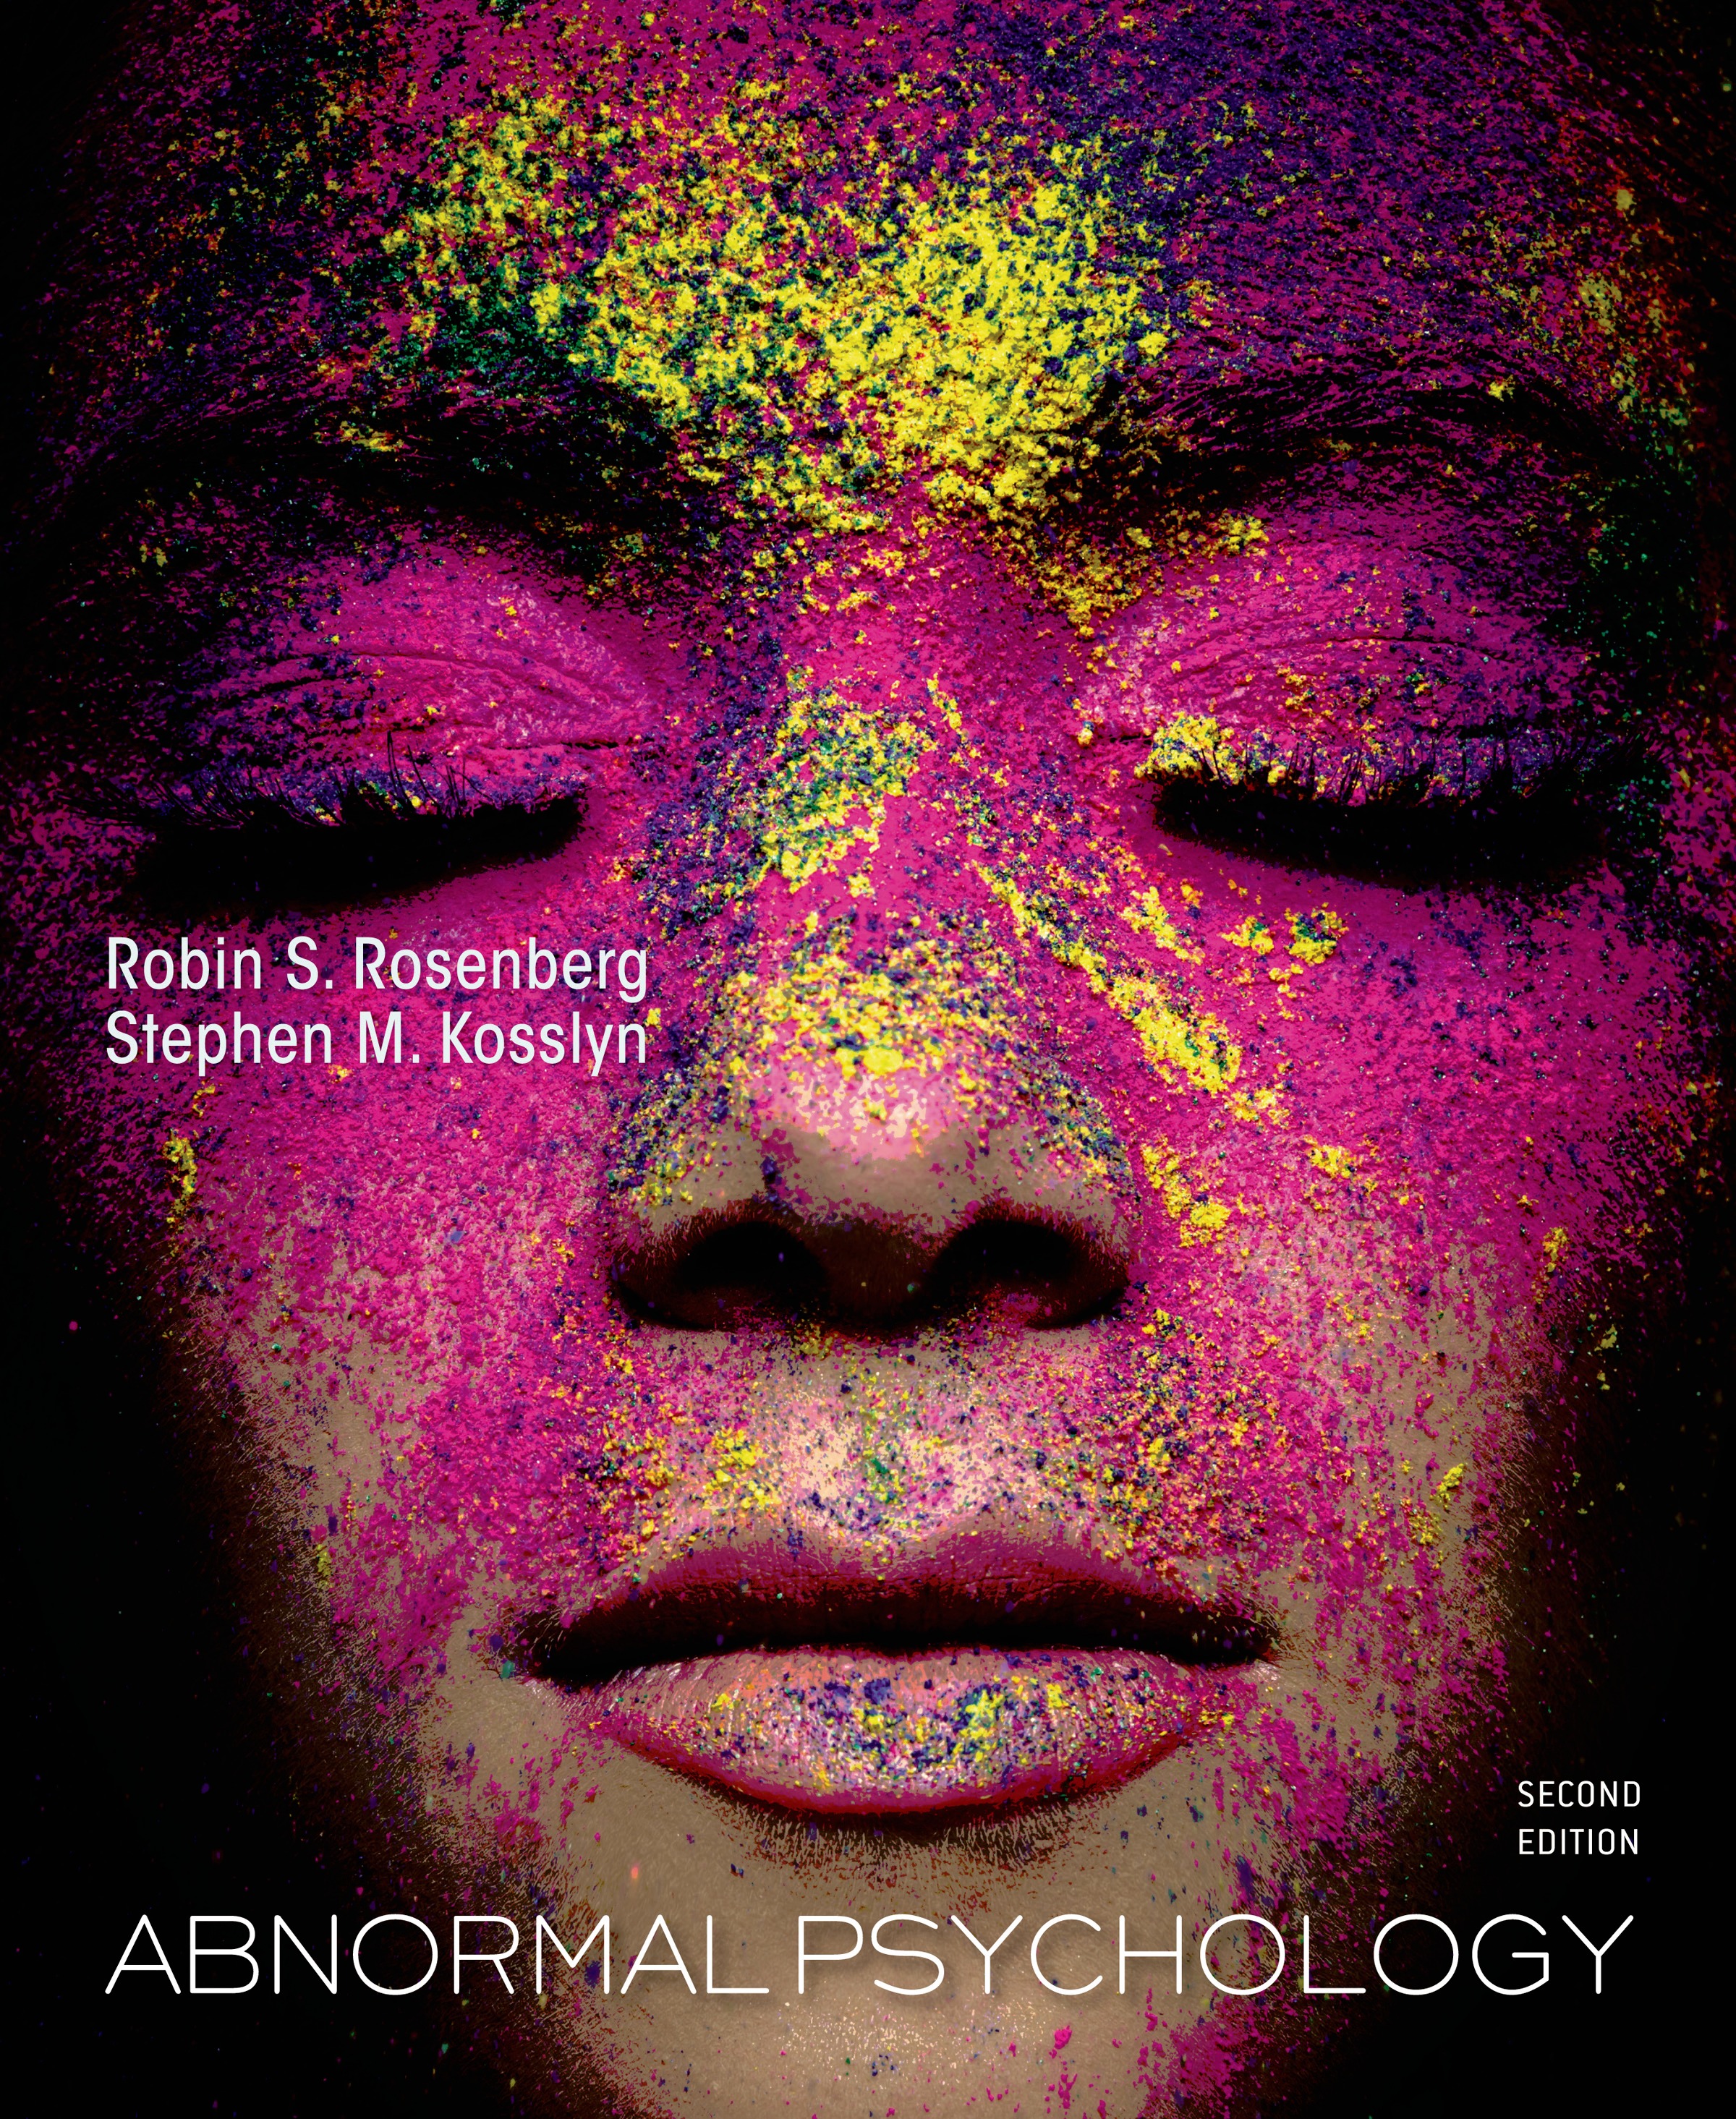 Robin S. Rosenberg
Stephen M. Kosslyn
SECOND
EDITION
ABNORMAL PSYCHOLOGY